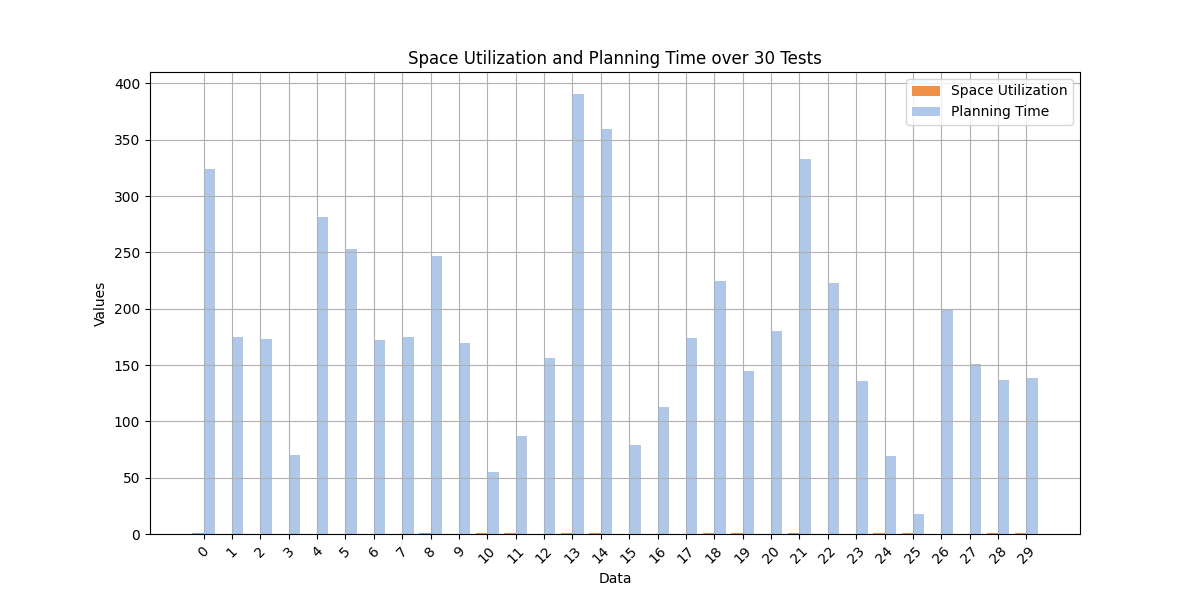 Space Utilization and Planning Time over 30 Tests
Space Utilization
Planning Time
Values
400
350
300
250
200
150
100
50
0
0 1 2 3 4 5 6 7 8 9 10 11 12 13 14 15 16 17 18 19 20 21 22 23 24 25 26 27 28 29
Data